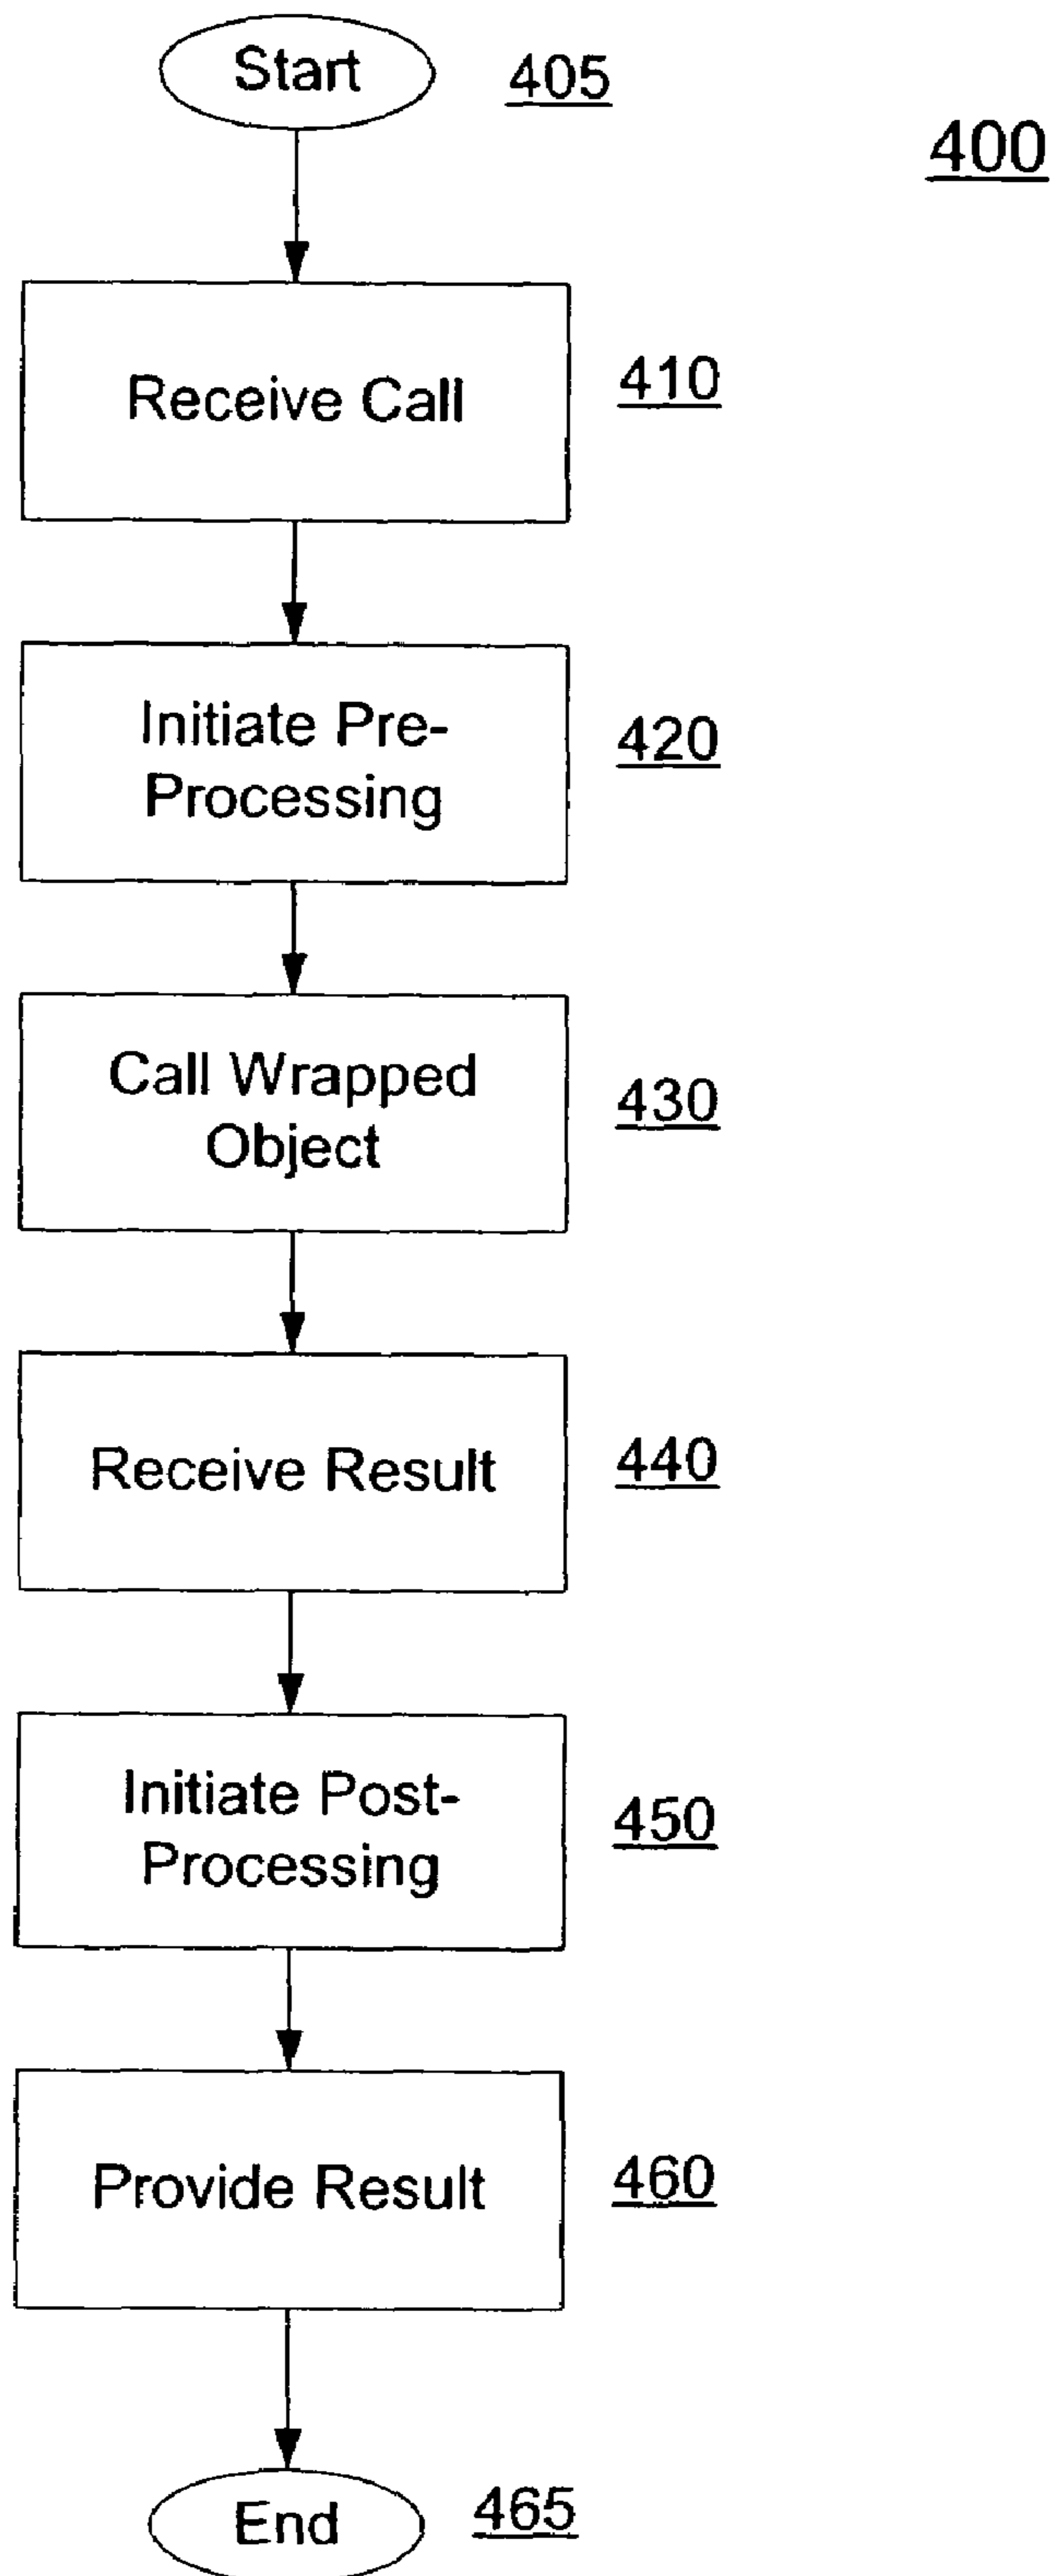 Start
405
400
Receive Call
410
Initiate Pre-
Processing
420
Call Wrapped
Object
430
Receive Result
440
Initiate Post-
Processing
450
Provide Result
460
End
465